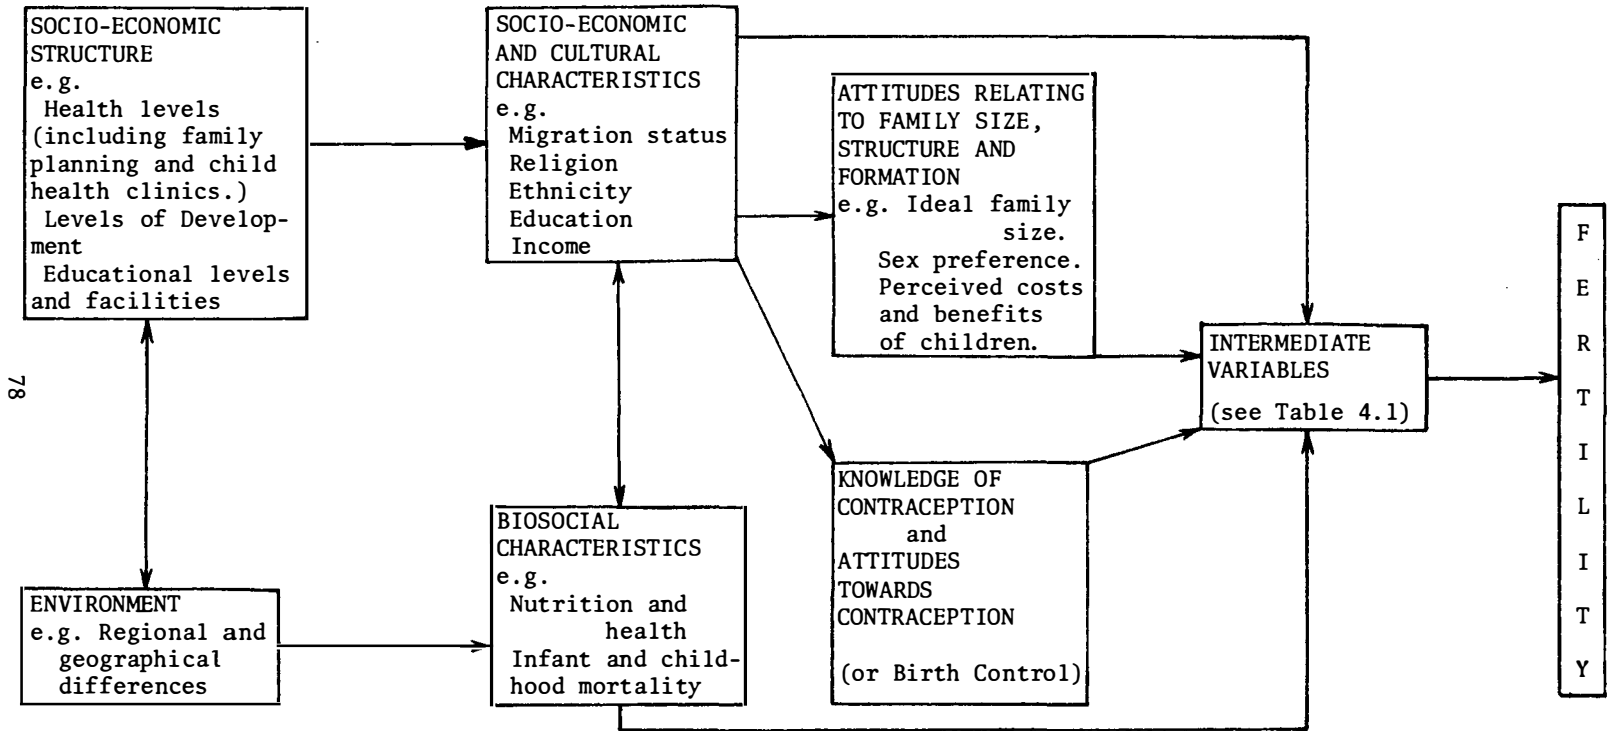 SOCIO-ECONOMIC
STRUCTURE
e.g.
Health levels
(including family
planning and child
health clinics.)
Levels of Develop-
ment
Educational levels
and facilities
SOCIO-ECONOMIC
AND CULTURAL
CHARACTERISTICS
e.g.
Migration status
Religion
Ethnicity
Education
Income
ATTITUDES RELATING
TO FAMILY SIZE,
STRUCTURE AND
FORMATION
e.g. Ideal family
size.
Sex preference.
Perceived costs
and benefits
of children.
INTERMEDIATE
VARIABLES
(see Table 4.1)
F
E
R
T
I
L
I
T
Y
78
ENVIRONMENT
e.g. Regional and
geographical
differences
BIOSOCIAL
CHARACTERISTICS
e.g.
Nutrition and
health
Infant and child-
hood mortality
KNOWLEDGE OF
CONTRACEPTION
and
ATTITUDES
TOWARDS
CONTRACEPTION
(or Birth Control)